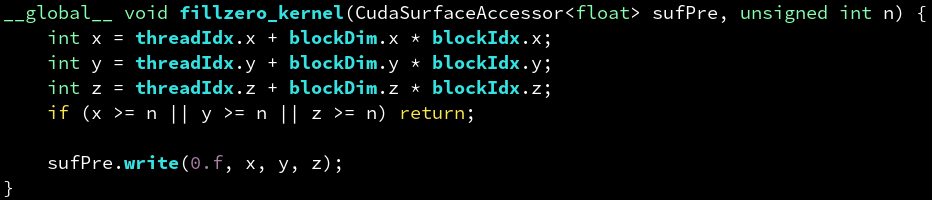 __global__ void fillzero_kernel(CudaSurfaceAccessor<float> sufPre, unsigned int n) {
    int x = threadIdx.x + blockDim.x * blockIdx.x;
    int y = threadIdx.y + blockDim.y * blockIdx.y;
    int z = threadIdx.z + blockDim.z * blockIdx.z;
    if (x >= n || y >= n || z >= n) return;

    sufPre.write(0.f, x, y, z);
}